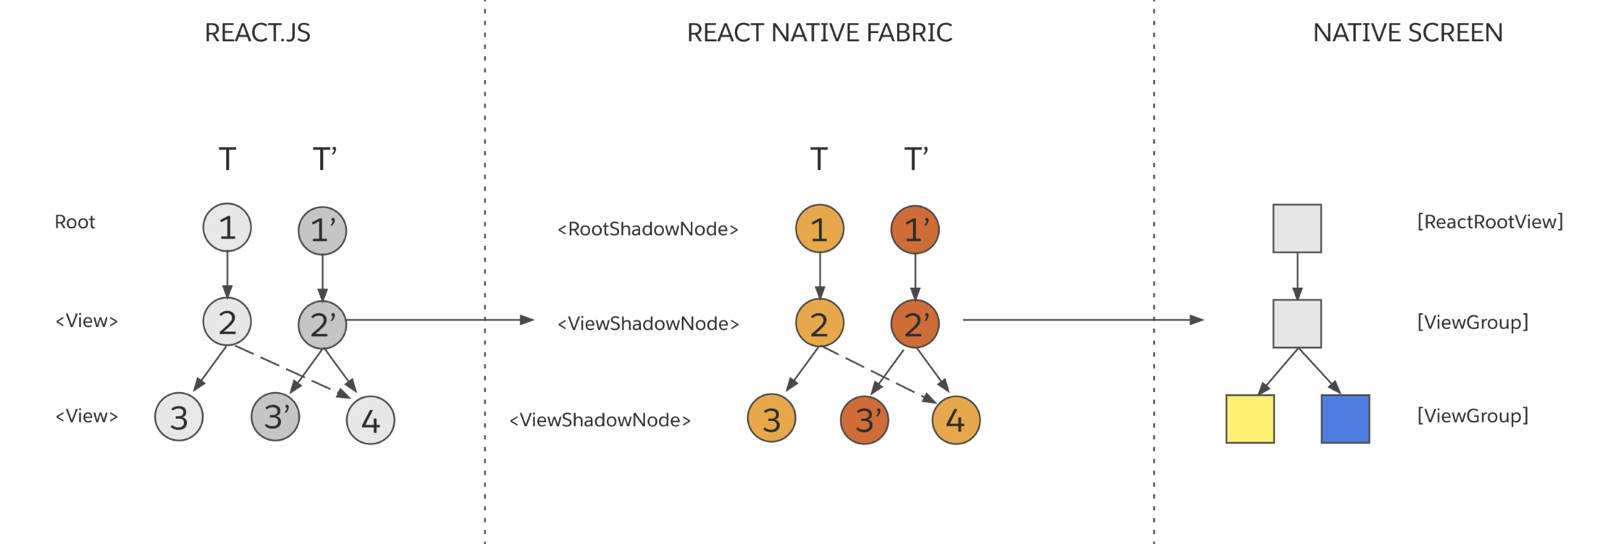 REACT.JS
REACT NATIVE FABRIC
NATIVE SCREEN
T T’
T T’
Root
1 1’
<RootShadowNode>
1 1’
[ReactRootView]
<View>
2 2’
<ViewShadowNode>
2 2’
[ViewGroup]
<View>
3 3’ 4
<ViewShadowNode>
3 3’ 4
[ViewGroup]